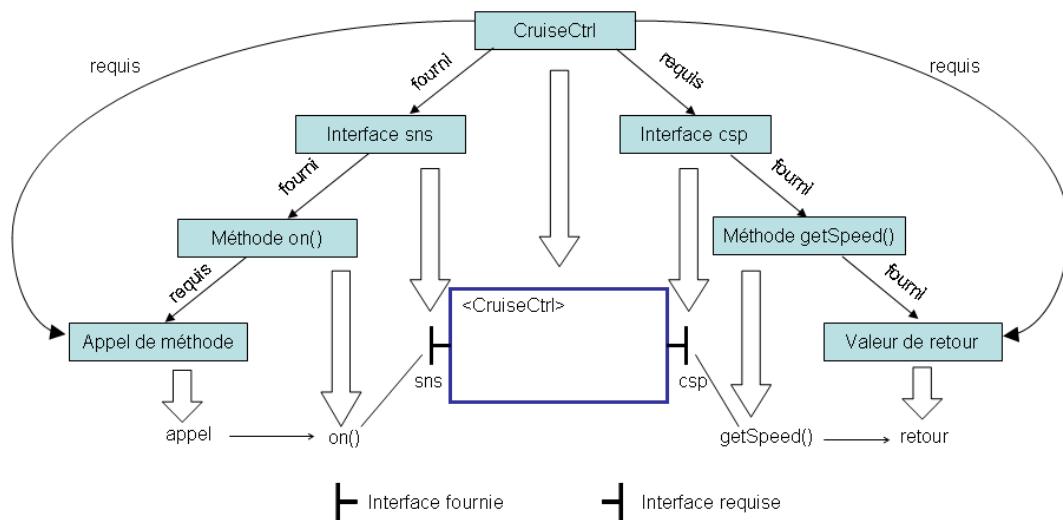 CruiseCtrl
requis
fourni
requis
requis
Interface sns
Interface csp
fourni
fourni
Méthode on()
Méthode getSpeed()
requis
fourni
<CruiseCtrl>
Appel de méthode
Valeur de retour
sns
csp
appel
on()
getSpeed()
retour
Interface fournie
Interface requise